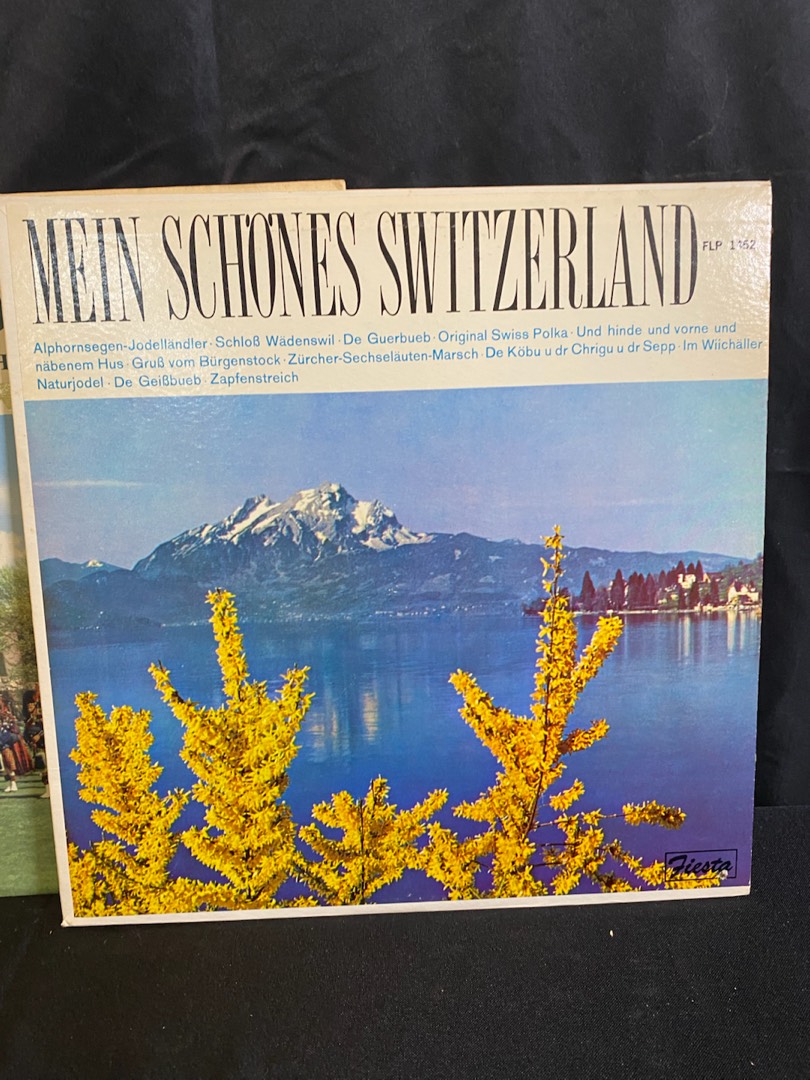 MEIN SCHÖNES SWITZERLAND
FLP 1462
Alphornsegen-Jodelländler · Schloß Wädenswil · De Guerbueb · Original Swiss Polka · Und hinde und vorne und
näbenem Hus · Gruß vom Bürgenstock · Zürcher-Sechseläuten-Marsch · De Köbu u dr Chrigu u dr Sepp · Im Wiichäller
Naturjodel · De Geißbueb · Zapfenstreich
Fiesta